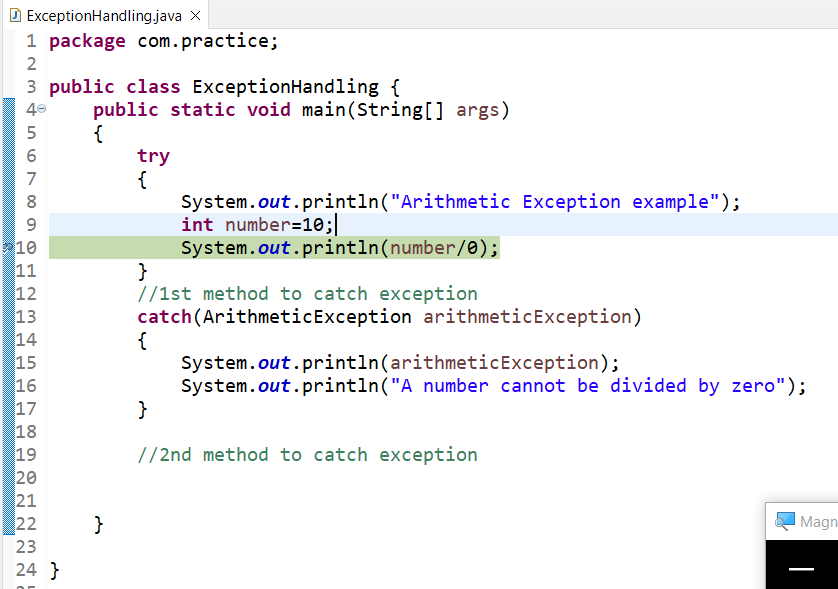 ExceptionHandling.java
1 package com.practice;
2
3 public class ExceptionHandling {
4 public static void main(String[] args)
5 {
6 try
7 {
8 System.out.println("Arithmetic Exception example");
9 int number=10;
10 System.out.println(number/0);
11 }
12 //1st method to catch exception
13 catch(ArithmeticException arithmeticException)
14 {
15 System.out.println(arithmeticException);
16 System.out.println("A number cannot be divided by zero");
17 }
18
19 //2nd method to catch exception
20
21
22 }
23
24 }
Magn